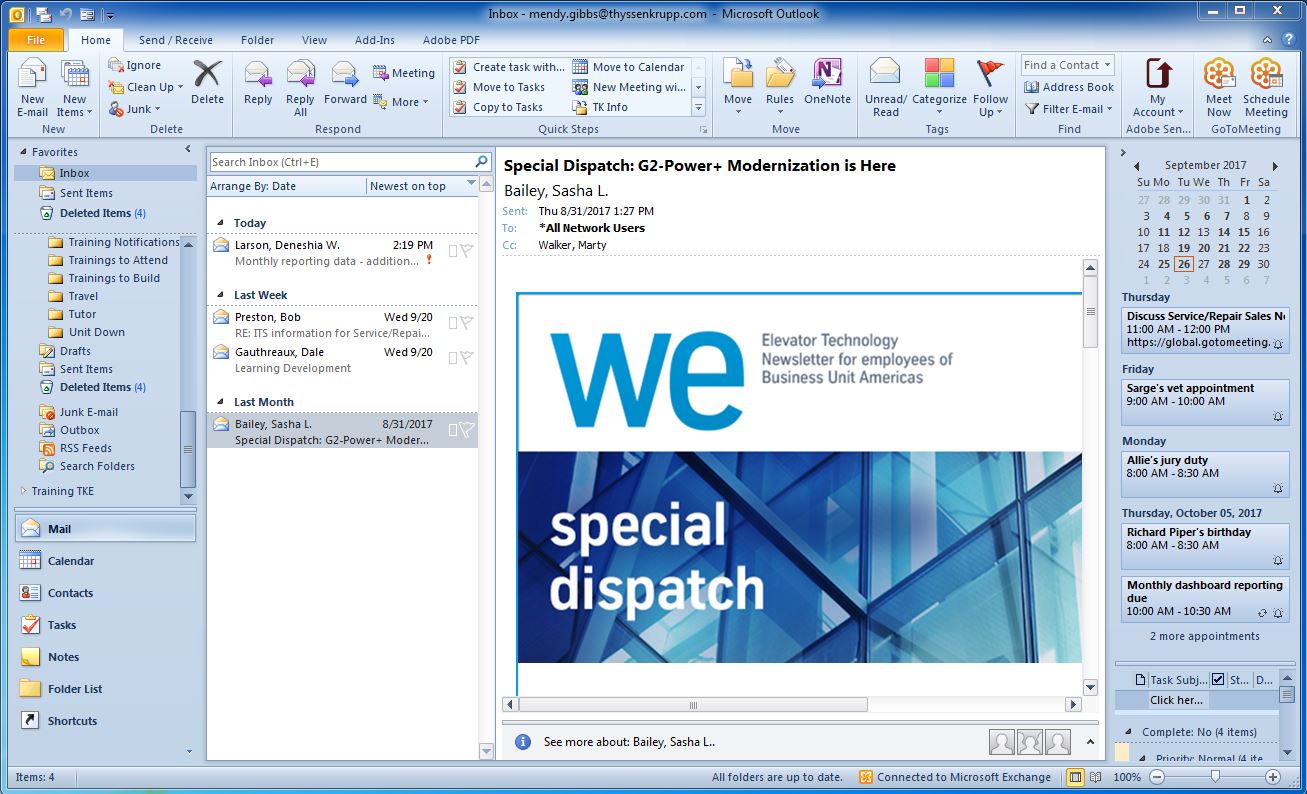 Inbox - mendy.gibbs@thyssenkrupp.com - Microsoft Outlook
File Home Send / Receive Folder View Add-Ins Adobe PDF
New E-mail
New Items
New
Ignore
Clean Up
Junk
Delete
Delete
Reply
Reply All
Forward
Meeting
More
Respond
Create task with...
Move to Tasks
Copy to Tasks
Move to Calendar
New Meeting wi...
TK Info
Quick Steps
Move
Rules
OneNote
Move
Unread/ Read
Categorize
Follow Up
Tags
Find a Contact
Address Book
Filter E-mail
Find
My Account
Adobe Sen...
Meet Now
Schedule Meeting
GoToMeeting
Favorites
Inbox
Sent Items
Deleted Items (4)
Training Notifications
Trainings to Attend
Trainings to Build
Travel
Tutor
Unit Down
Drafts
Sent Items
Deleted Items (4)
Junk E-mail
Outbox
RSS Feeds
Search Folders
Training TKE
Mail
Calendar
Contacts
Tasks
Notes
Folder List
Shortcuts
Search Inbox (Ctrl+E)
Arrange By: Date Newest on top
Today
Larson, Deneshia W. 2:19 PM
Monthly reporting data - addition...
Last Week
Preston, Bob Wed 9/20
RE: ITS information for Service/Repai...
Gauthreaux, Dale Wed 9/20
Learning Development
Last Month
Bailey, Sasha L. 8/31/2017
Special Dispatch: G2-Power+ Moder...
Special Dispatch: G2-Power+ Modernization is Here
Bailey, Sasha L.
Sent: Thu 8/31/2017 1:27 PM
To: *All Network Users
Cc: Walker, Marty
we
Elevator Technology
Newsletter for employees of
Business Unit Americas
special
dispatch
See more about: Bailey, Sasha L..
September 2017
Su Mo Tu We Th Fr Sa
27 28 29 30 31 1 2
3 4 5 6 7 8 9
10 11 12 13 14 15 16
17 18 19 20 21 22 23
24 25 26 27 28 29 30
1 2 3 4 5 6 7
Thursday
Discuss Service/Repair Sales Ne
11:00 AM - 12:00 PM
https://global.gotomeeting.
Friday
Sarge's vet appointment
9:00 AM - 10:00 AM
Monday
Allie's jury duty
8:00 AM - 8:30 AM
Thursday, October 05, 2017
Richard Piper's birthday
8:00 AM - 8:30 AM
Monthly dashboard reporting
due
10:00 AM - 10:30 AM
2 more appointments
Task Subj... St... D...
Click her...
Complete: No (4 items)
Priority: Normal (4 ite
Items: 4
All folders are up to date. Connected to Microsoft Exchange 100%